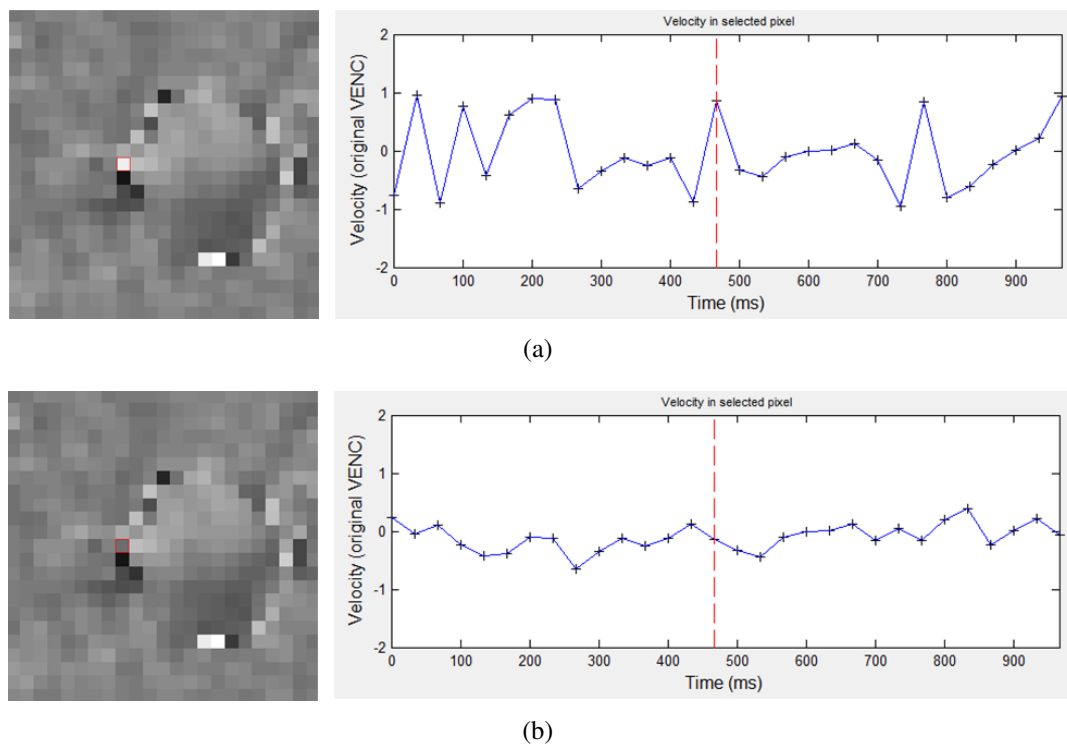 Velocity in selected pixel
Velocity (original VENC)
2
1
0
-1
-2
0 100 200 300 400 500 600 700 800 900
Time (ms)
(a)
Velocity in selected pixel
Velocity (original VENC)
2
1
0
-1
-2
0 100 200 300 400 500 600 700 800 900
Time (ms)
(b)